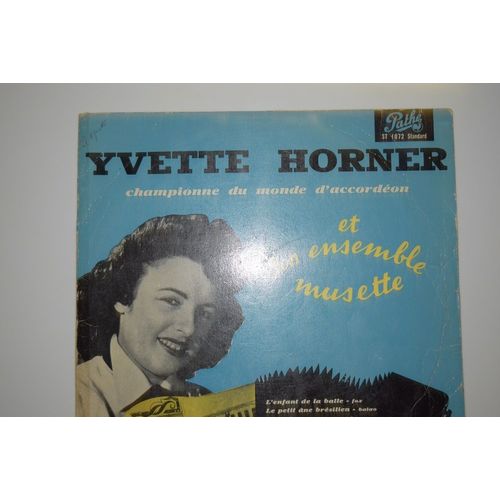 Pathé
ST 1072 Standard
YVETTE HORNER
championne du monde d'accordéon
et
son ensemble
musette
L'enfant de la balle - fox
Le petit âne brésilien - baiao